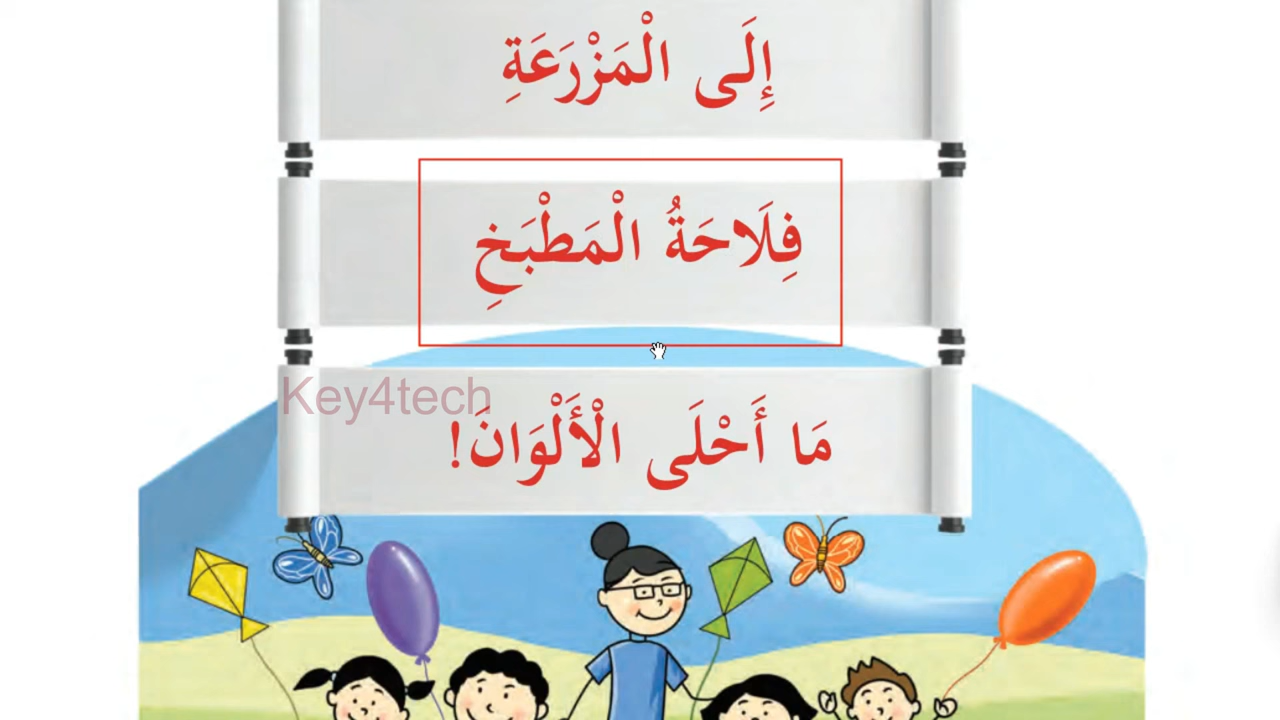 إِلَى الْمَزْرَعَةِ
فِلَاحَةُ الْمَطْبَخِ
Key4tech
مَا أَحْلَى الْأَلْوَانَ!